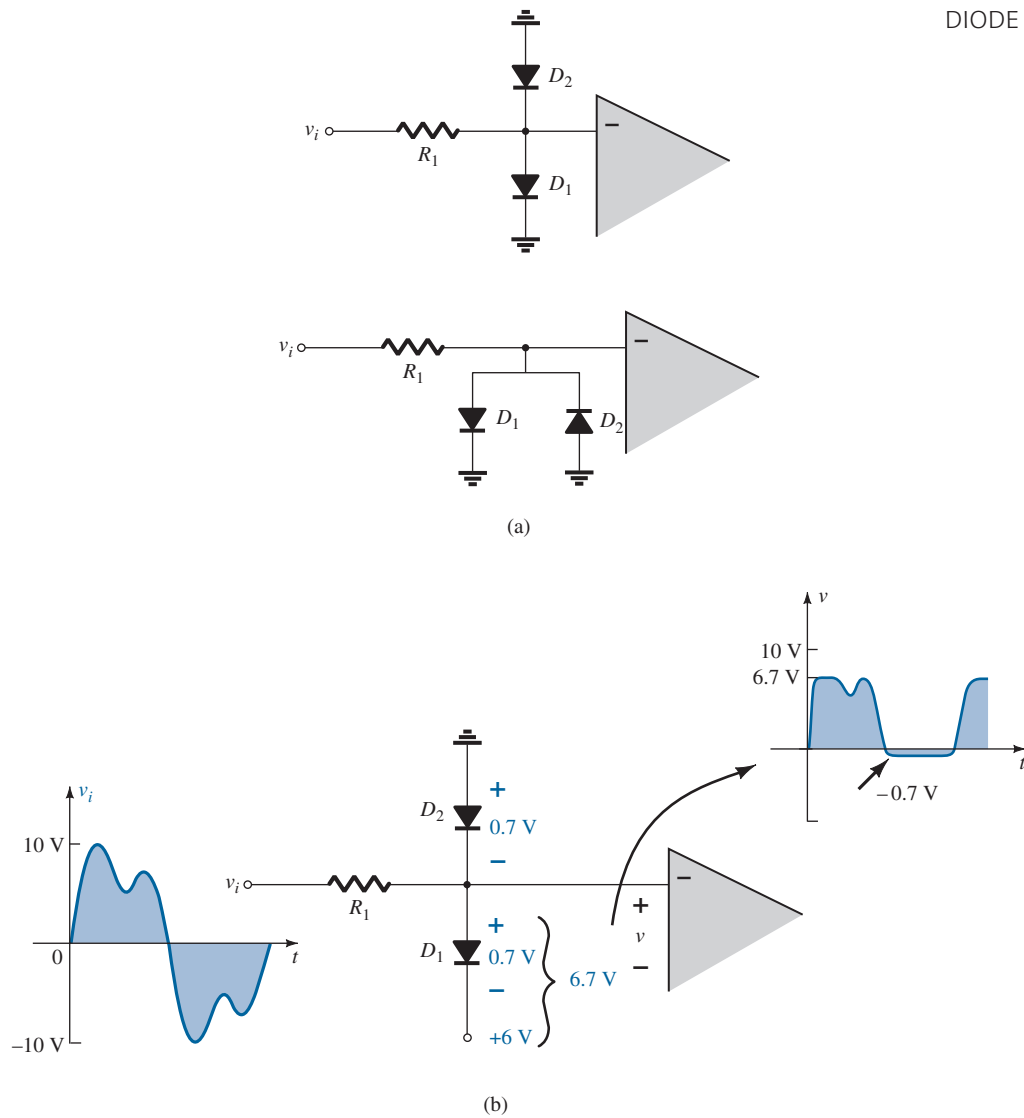 DIODE
D2
vi
R1
−
D1
vi
R1
−
D1
D2
(a)
v
10 V
6.7 V
t
−0.7 V
vi
10 V
0
t
−10 V
D2
+
0.7 V
−
vi
R1
−
D1
+
0.7 V
−
6.7 V
+
v
−
+6 V
(b)